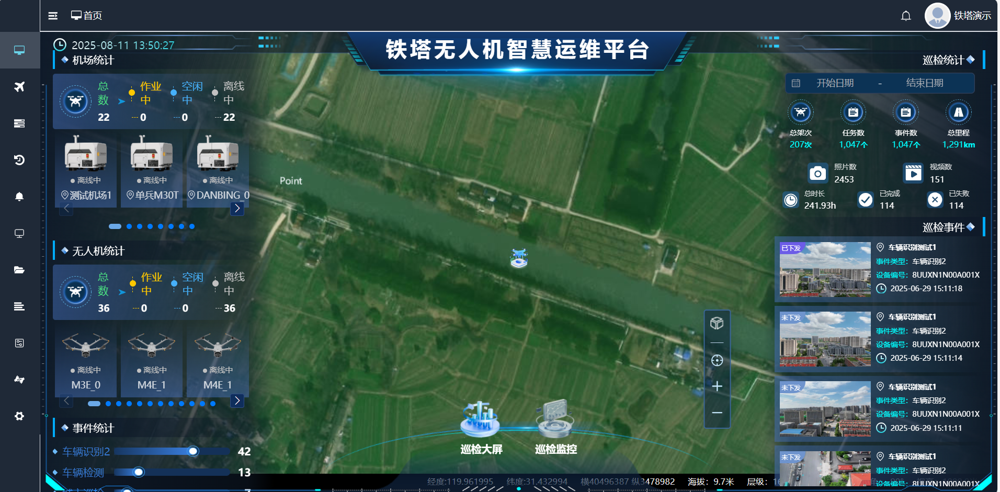 首页
铁塔演示
2025-08-11 13:50:27
铁塔无人机智慧运维平台
机场统计
总数 作业中 空闲中 离线中
22 0 0 22
离线中 离线中 离线中
测试机场1 单兵M30T DANBING_0
无人机统计
总数 作业中 空闲中 离线中
36 0 0 36
离线中 离线中 离线中
M3E_0 M4E_1 M4E_1
事件统计
车辆识别2 42
车辆检测 13
Point
巡检大屏 巡检监控
经度:119.961995 纬度:31.432994 横40496387 纵3478982 海拔：9.7米 层级：
巡检统计
开始日期 - 结束日期
总架次 任务数 事件数 总里程
207次 1,047个 1,047个 1,291km
照片数 视频数
2453 151
总时长 已完成 已失败
241.93h 114 114
巡检事件
已下发
车辆识别测试1
事件类型：车辆识别2
设备编号：8UUXN1N00A001X
2025-06-29 15:11:18
未下发
车辆识别测试1
事件类型：车辆识别2
设备编号：8UUXN1N00A001X
2025-06-29 15:11:14
未下发
车辆识别测试1
事件类型：车辆识别2
设备编号：8UUXN1N00A001X
2025-06-29 15:11:11
未下发
车辆识别测试1
事件类型：车辆识别2
设备编号：8UUXN1N00A001X